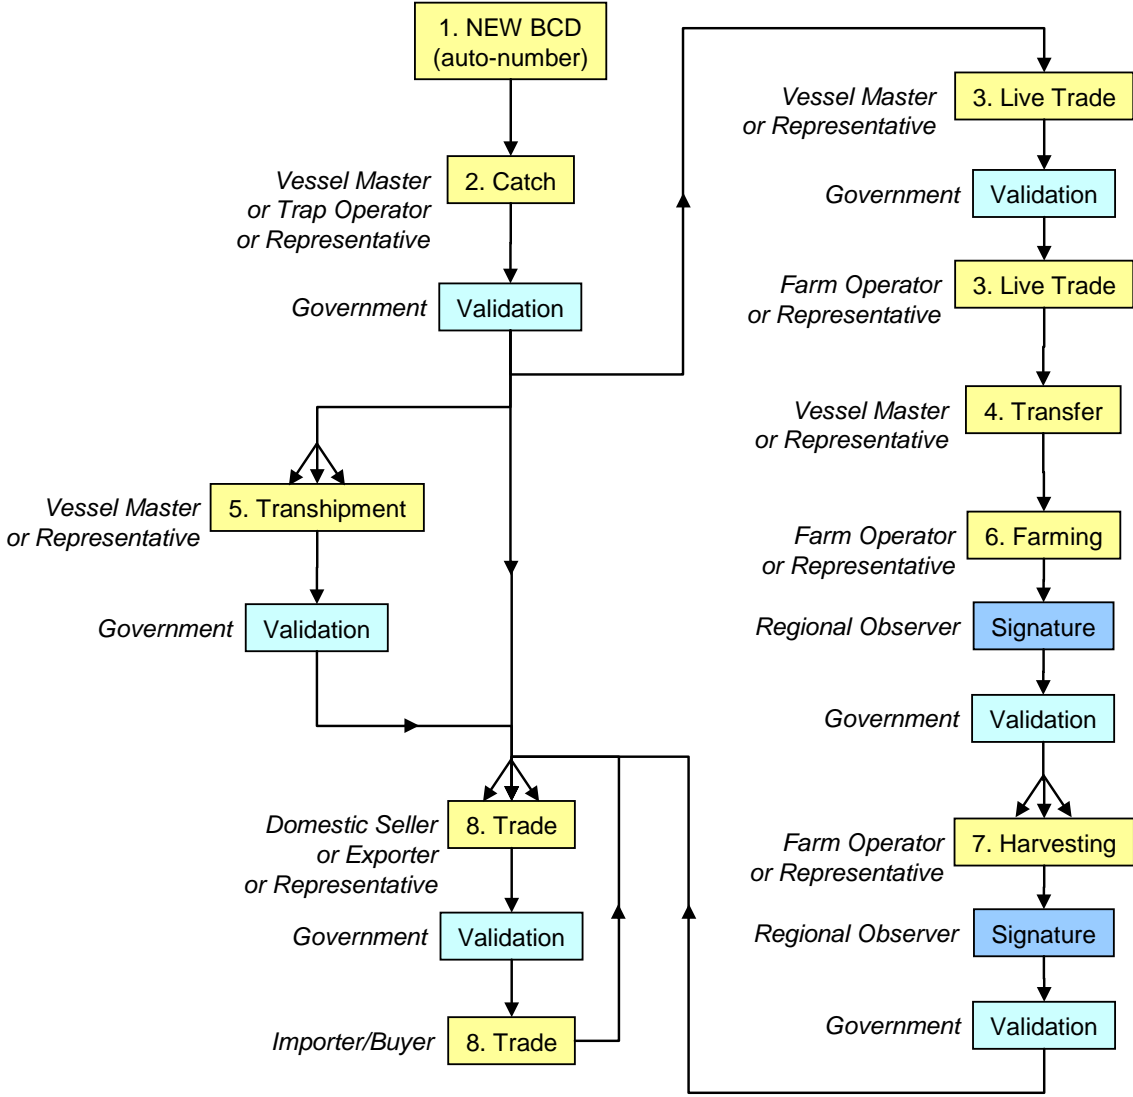 1. NEW BCD
(auto-number)
Vessel Master
or Trap Operator
or Representative
2. Catch
Government
Validation
Vessel Master
or Representative
5. Transhipment
Government
Validation
Domestic Seller
or Exporter
or Representative
8. Trade
Government
Validation
Importer/Buyer
8. Trade
Vessel Master
or Representative
3. Live Trade
Government
Validation
Farm Operator
or Representative
3. Live Trade
Vessel Master
or Representative
4. Transfer
Farm Operator
or Representative
6. Farming
Regional Observer
Signature
Government
Validation
Farm Operator
or Representative
7. Harvesting
Regional Observer
Signature
Government
Validation